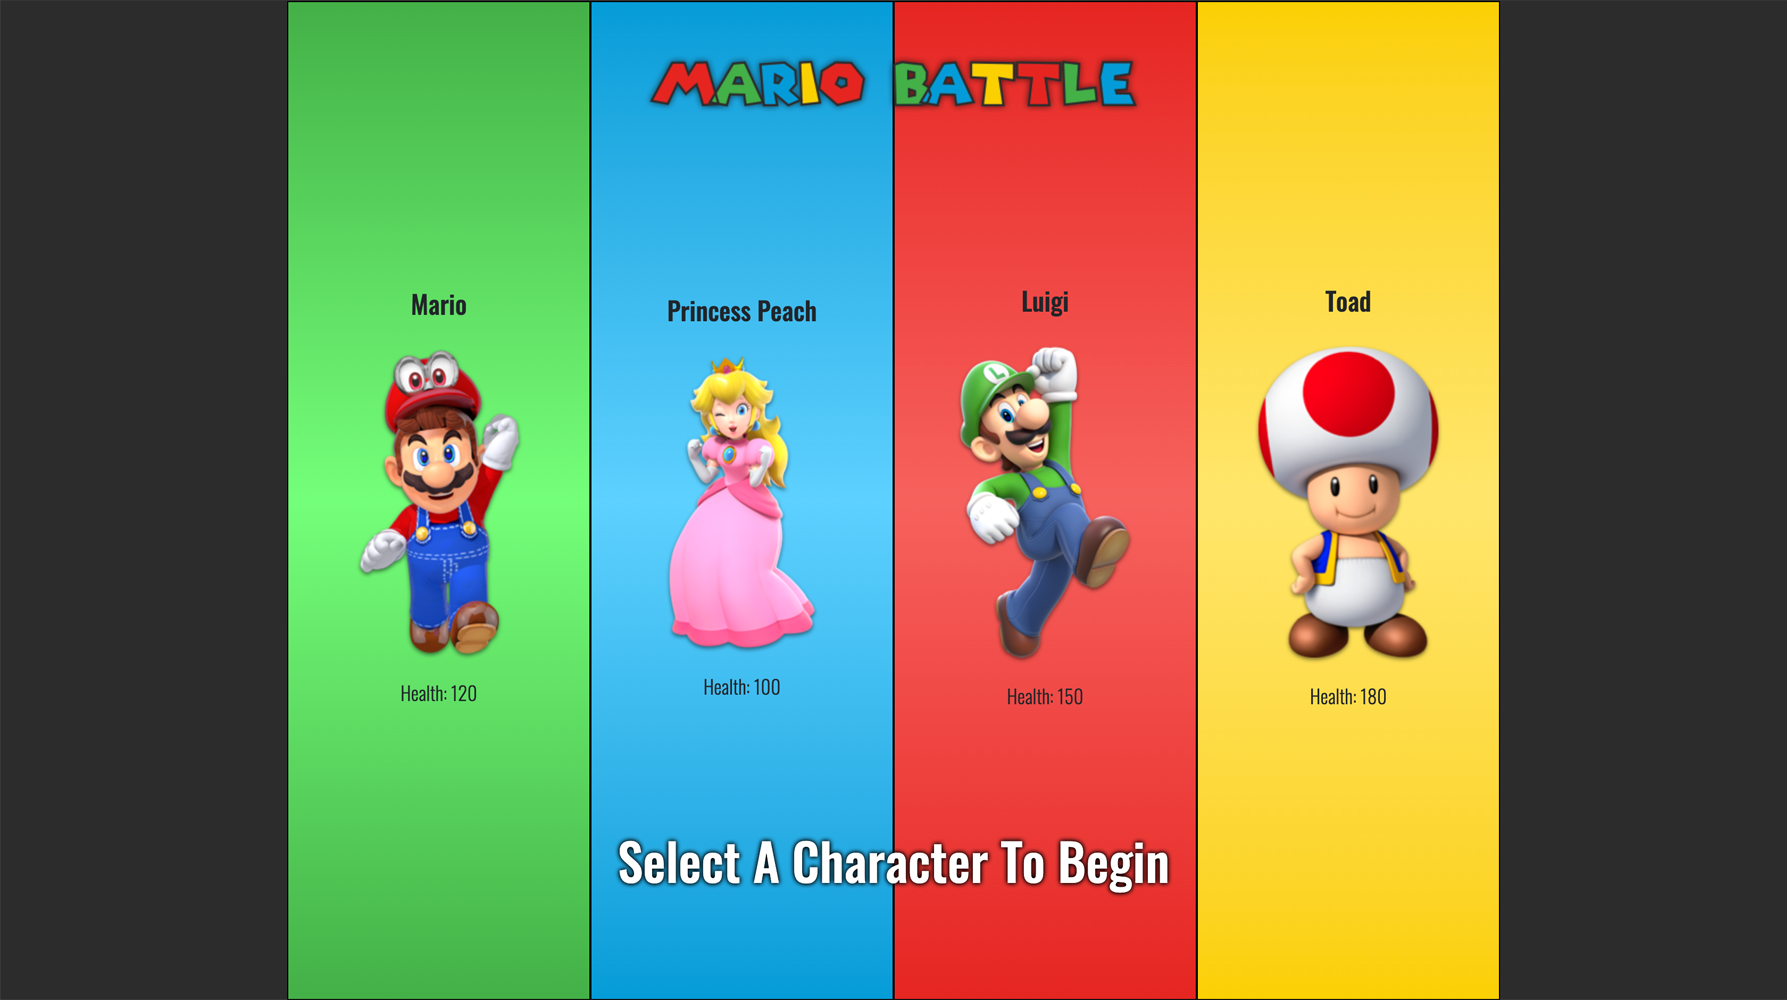 MARIO BATTLE
Mario
Princess Peach
Luigi
Toad
L
Health: 120
Health: 100
Health: 150
Health: 180
Select A Character To Begin